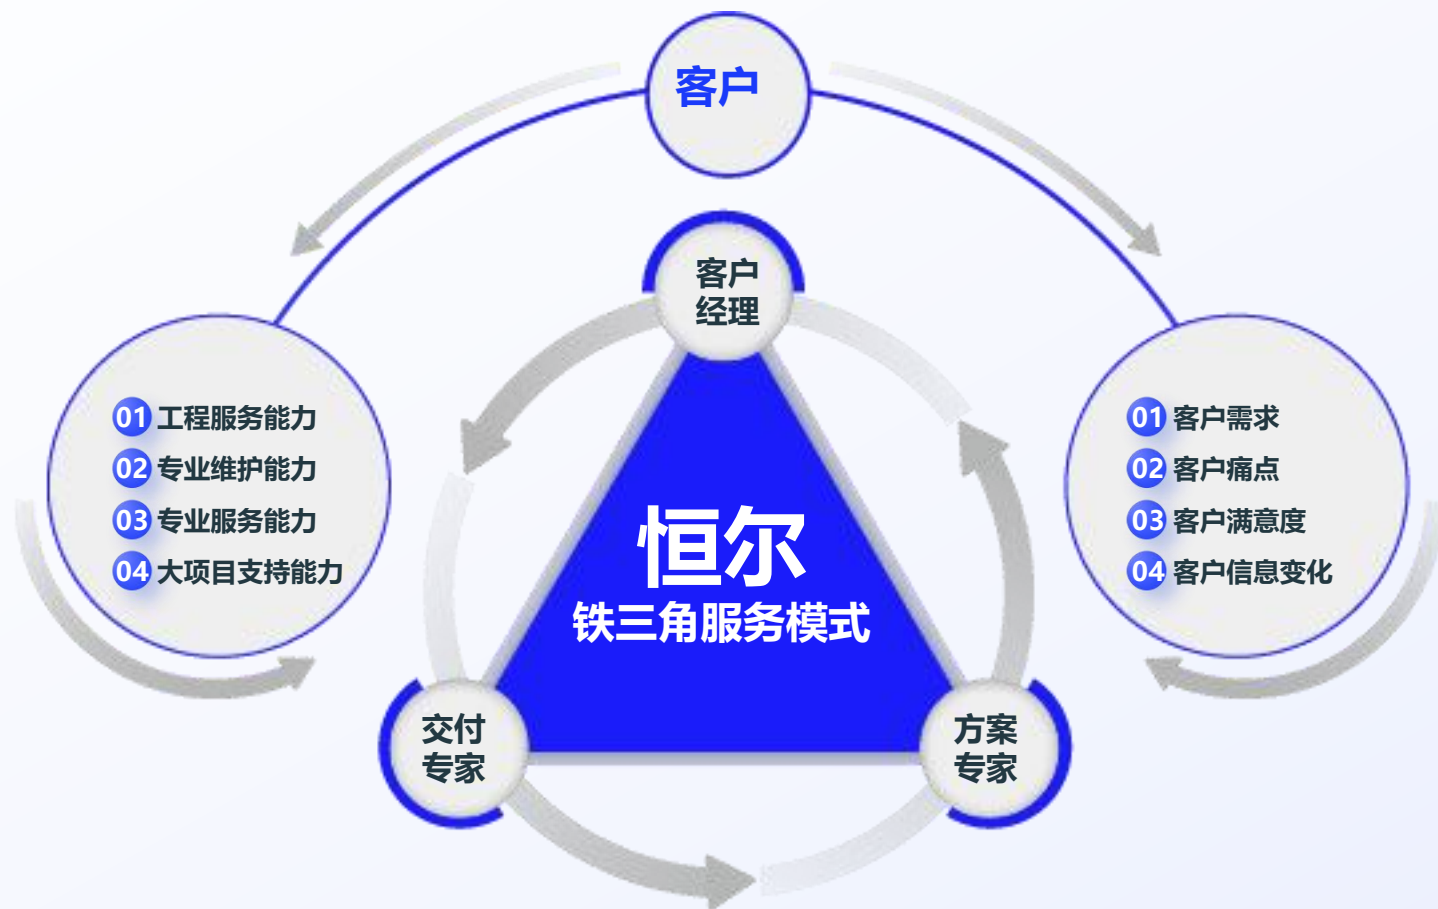 客户
客户
经理
01 工程服务能力
02 专业维护能力
03 专业服务能力
04 大项目支持能力
01 客户需求
02 客户痛点
03 客户满意度
04 客户信息变化
恒尔
铁三角服务模式
交付
专家
方案
专家